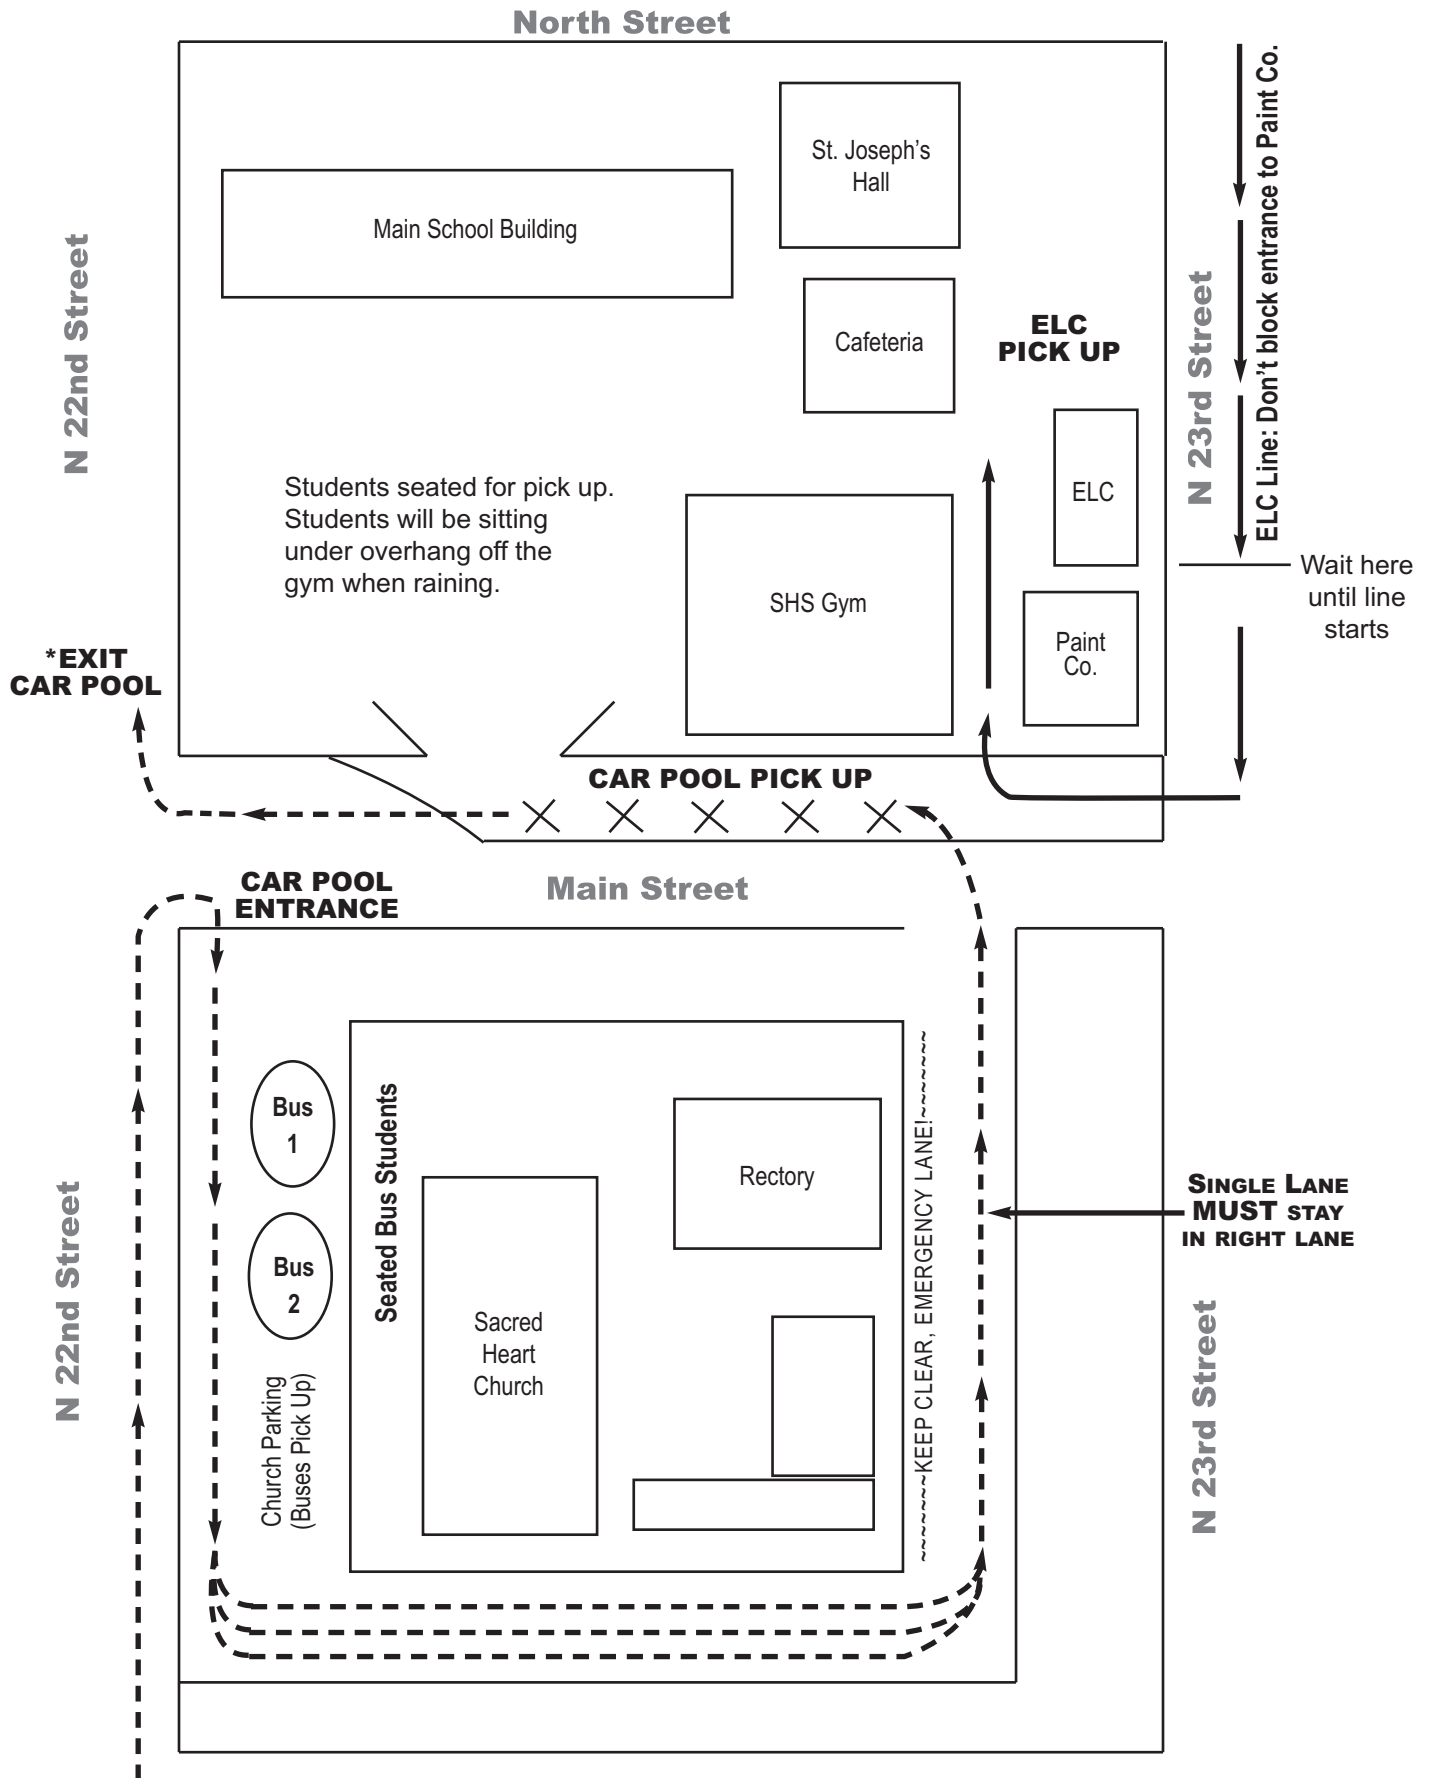 North Street
St. Joseph's
Hall
Main School Building
Cafeteria
ELC
PICK UP
N 22nd Street
N 23rd Street
ELC Line: Don't block entrance to Paint Co.
ELC
Students seated for pick up.
Students will be sitting
under overhang off the
gym when raining.
Wait here
until line
starts
SHS Gym
Paint
Co.
*EXIT
CAR POOL
CAR POOL PICK UP
CAR POOL
ENTRANCE
Main Street
Bus
1
Seated Bus Students
Rectory
~~~~~~~KEEP CLEAR, EMERGENCY LANE!~~~~~~~
SINGLE LANE
MUST STAY
IN RIGHT LANE
Bus
2
N 22nd Street
Sacred
Heart
Church
N 23rd Street
Church Parking
(Buses Pick Up)